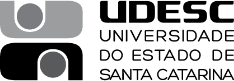 UDESC
UNIVERSIDADE
DO ESTADO DE
SANTA CATARINA